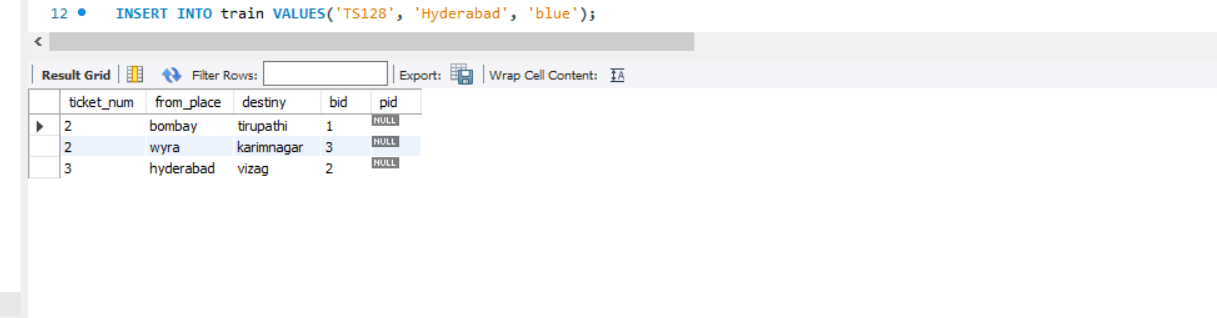 12 INSERT INTO train VALUES('TS128', 'Hyderabad', 'blue');
Result Grid Filter Rows: Export: Wrap Cell Content: IA
ticket_num from_place destiny bid pid
2 bombay tirupathi 1 NULL
2 wyra karimnagar 3 NULL
3 hyderabad vizag 2 NULL